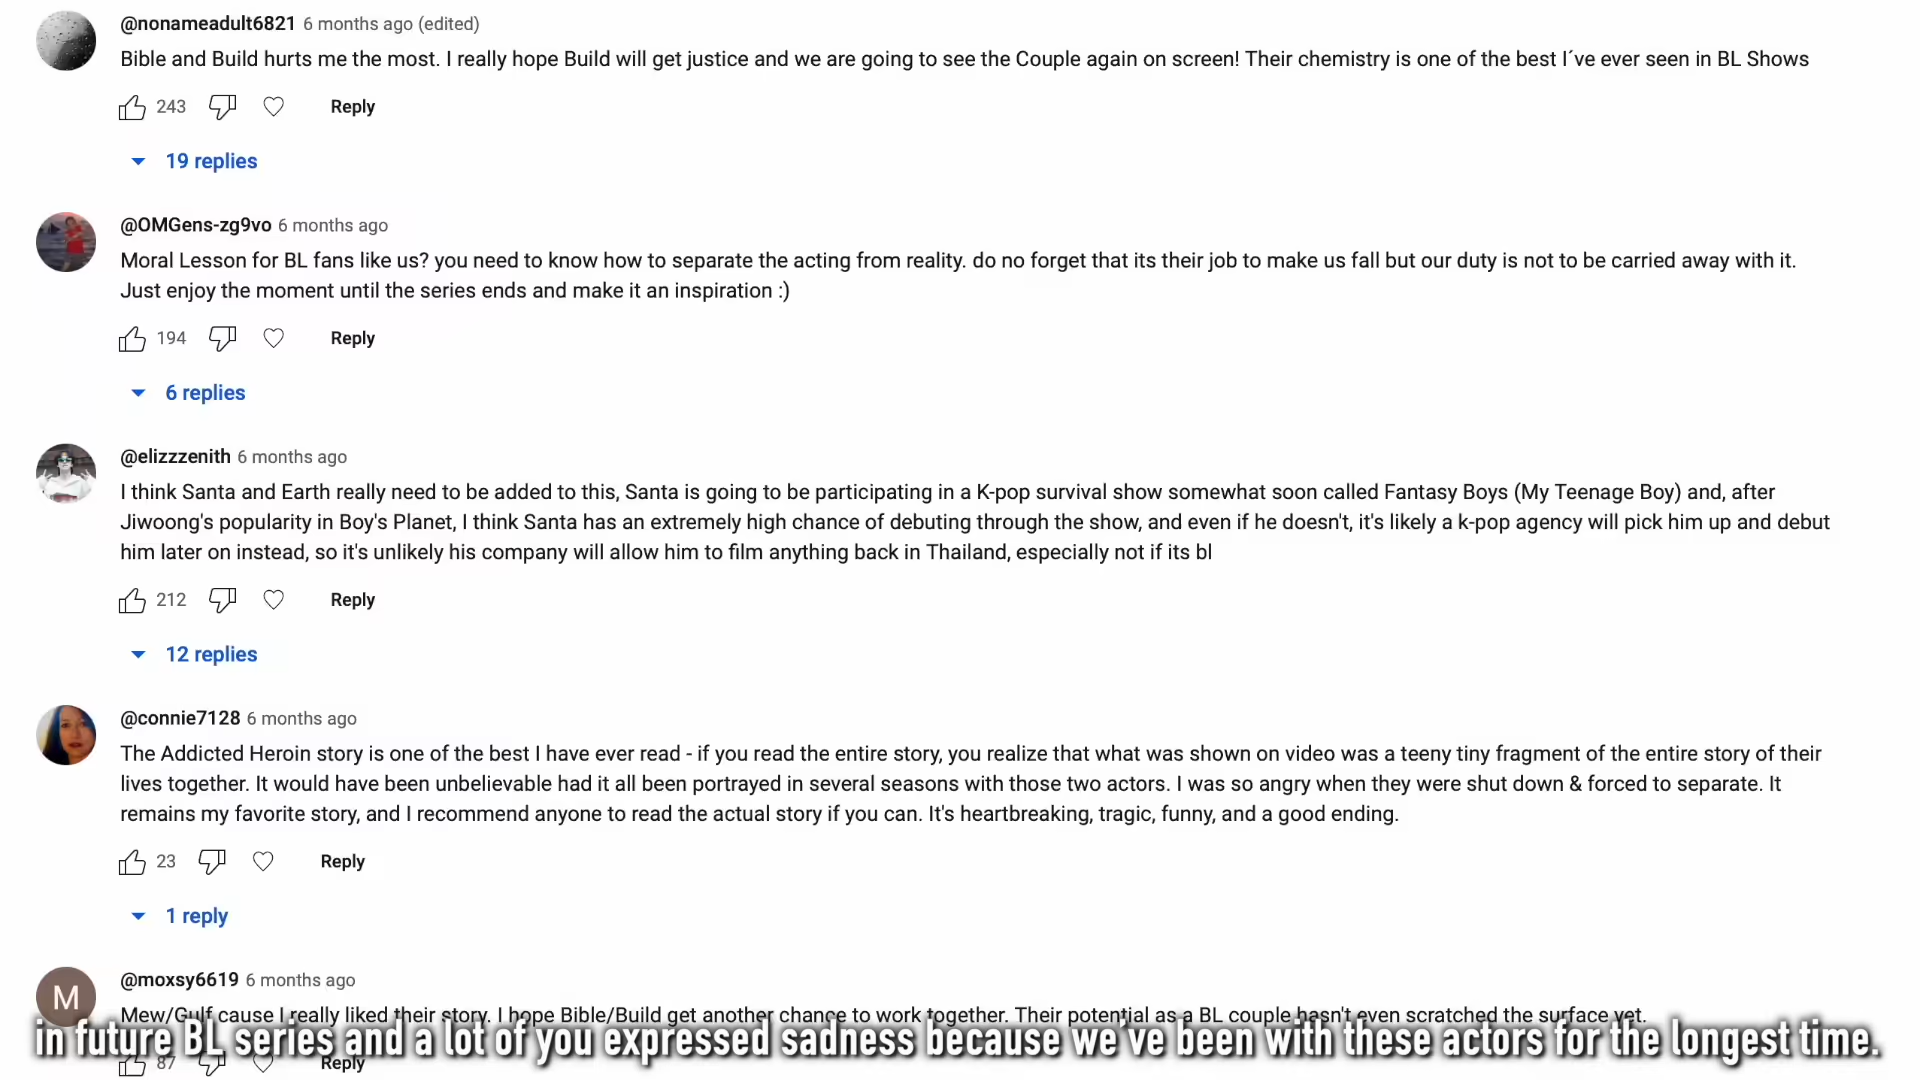 @nonameadult6821 6 months ago (edited)
Bible and Build hurts me the most. I really hope Build will get justice and we are going to see the Couple again on screen! Their chemistry is one of the best I´ve ever seen in BL Shows
243 Reply
19 replies
@OMGens-zg9vo 6 months ago
Moral Lesson for BL fans like us? you need to know how to separate the acting from reality. do no forget that its their job to make us fall but our duty is not to be carried away with it.
Just enjoy the moment until the series ends and make it an inspiration :)
194 Reply
6 replies
@elizzzenith 6 months ago
I think Santa and Earth really need to be added to this, Santa is going to be participating in a K-pop survival show somewhat soon called Fantasy Boys (My Teenage Boy) and, after
Jiwoong's popularity in Boy's Planet, I think Santa has an extremely high chance of debuting through the show, and even if he doesn't, it's likely a k-pop agency will pick him up and debut
him later on instead, so it's unlikely his company will allow him to film anything back in Thailand, especially not if its bl
212 Reply
12 replies
@connie7128 6 months ago
The Addicted Heroin story is one of the best I have ever read - if you read the entire story, you realize that what was shown on video was a teeny tiny fragment of the entire story of their
lives together. It would have been unbelievable had it all been portrayed in several seasons with those two actors. I was so angry when they were shut down & forced to separate. It
remains my favorite story, and I recommend anyone to read the actual story if you can. It's heartbreaking, tragic, funny, and a good ending.
23 Reply
1 reply
M
@moxsy6619 6 months ago
Mew/Gulf cause I really liked their story. I hope Bible/Build get another chance to work together. Their potential as a BL couple hasn't even scratched the surface yet.
in future BL series and a lot of you expressed sadness because we've been with these actors for the longest time.
87 Reply